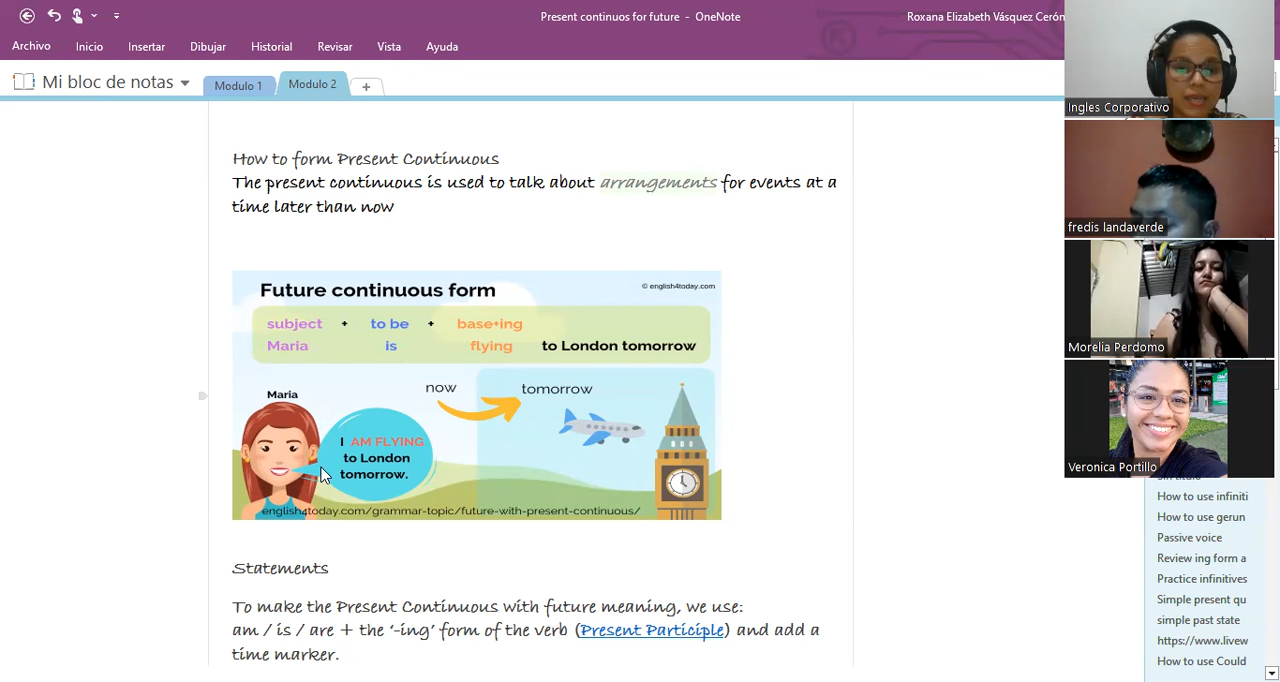 Present continuos for future - OneNote
Roxana Elizabeth Vásquez Cerón
Archivo Inicio Insertar Dibujar Historial Revisar Vista Ayuda
Mi bloc de notas Modulo 1 Modulo 2 +
How to form Present Continuous
The present continuous is used to talk about arrangements for events at a
time later than now
Future continuous form
© english4today.com
subject + to be + base+ing
Maria is flying to London tomorrow
now tomorrow
Maria
I AM FLYING
to London
tomorrow.
english4today.com/grammar-topic/future-with-present-continuous/
Statements
To make the Present Continuous with future meaning, we use:
am / is / are + the '-ing' form of the verb (Present Participle) and add a
time marker.
Ingles Corporativo
fredis landaverde
Morelia Perdomo
Veronica Portillo
Sin titulo
How to use infiniti
How to use gerun
Passive voice
Review ing form a
Practice infinitives
Simple present qu
simple past state
https://www.livew
How to use Could